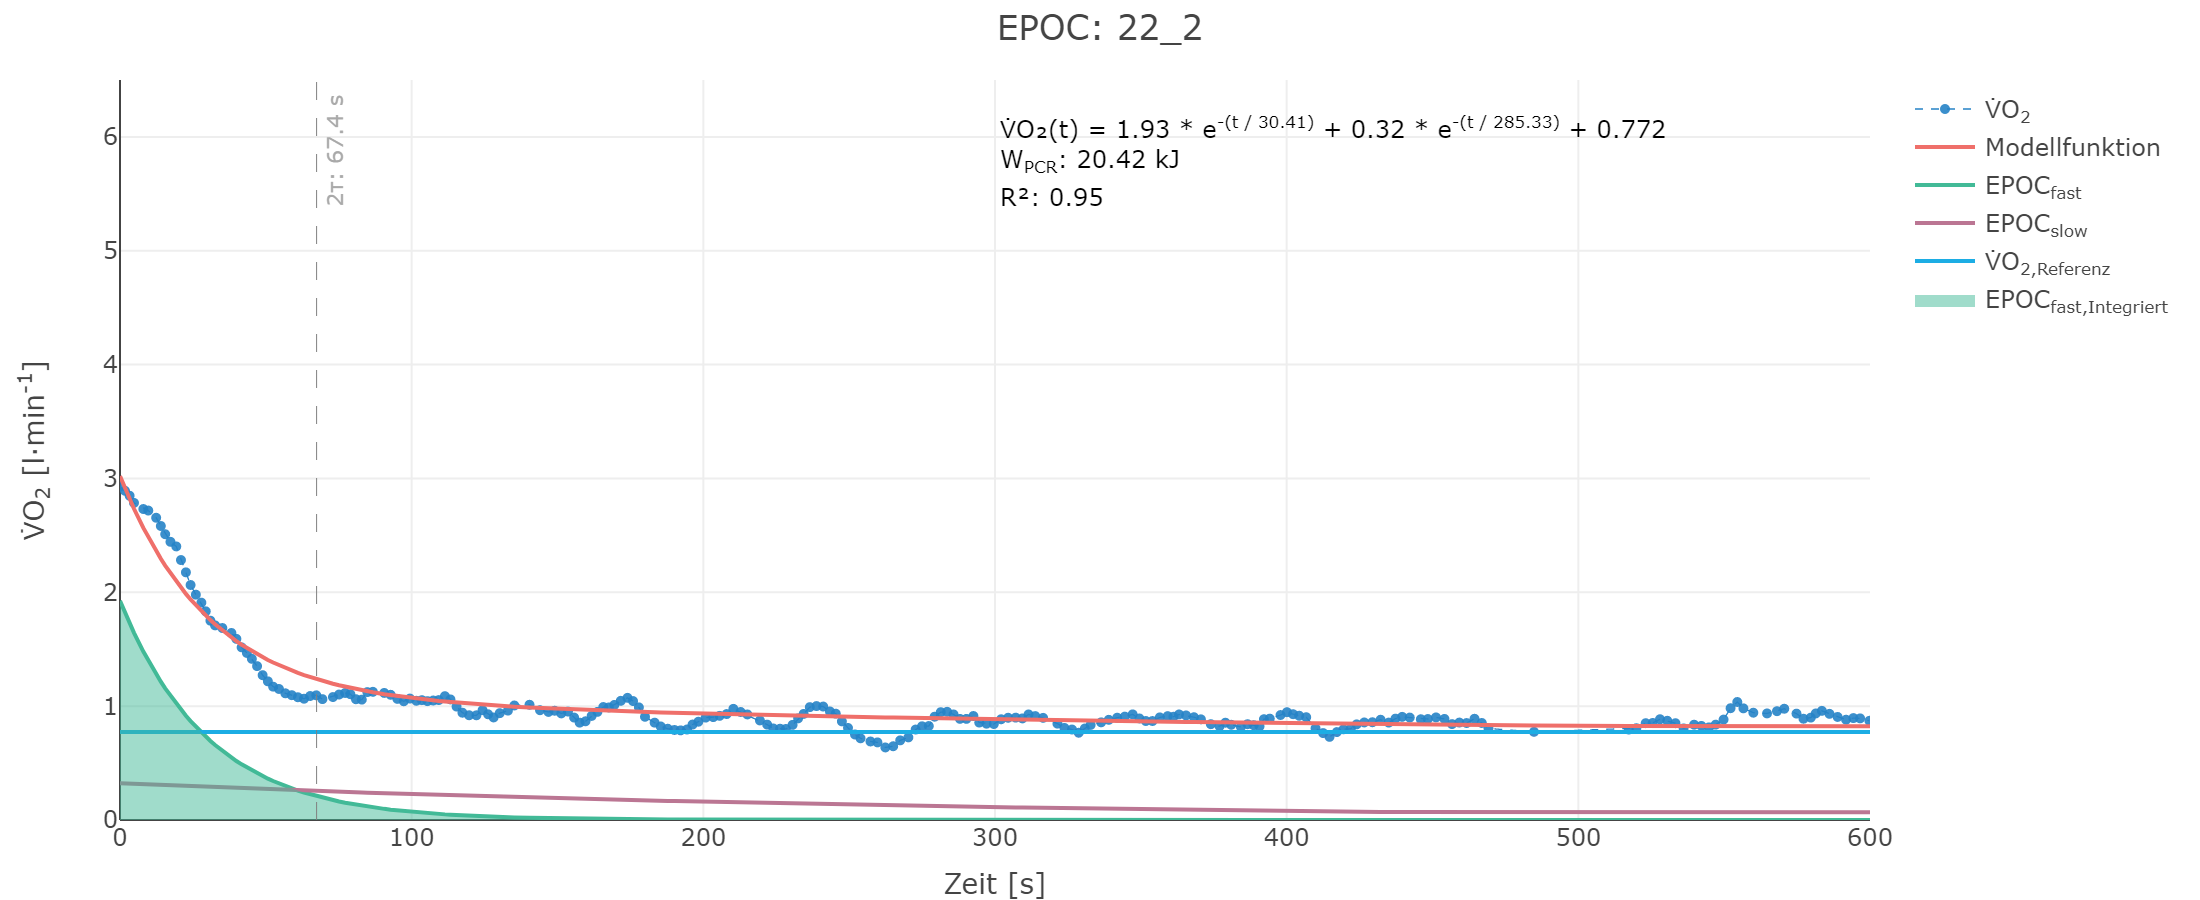 EPOC: 22_2
2τ: 67.4 s
V̇O₂(t) = 1.93 * e^-(t / 30.41) + 0.32 * e^-(t / 285.33) + 0.772
W_PCR: 20.42 kJ
R²: 0.95
V̇O₂
Modellfunktion
EPOC_fast
EPOC_slow
V̇O₂,Referenz
EPOC_fast,Integriert
V̇O₂ [l·min⁻¹]
6
5
4
3
2
1
0
0 100 200 300 400 500 600
Zeit [s]